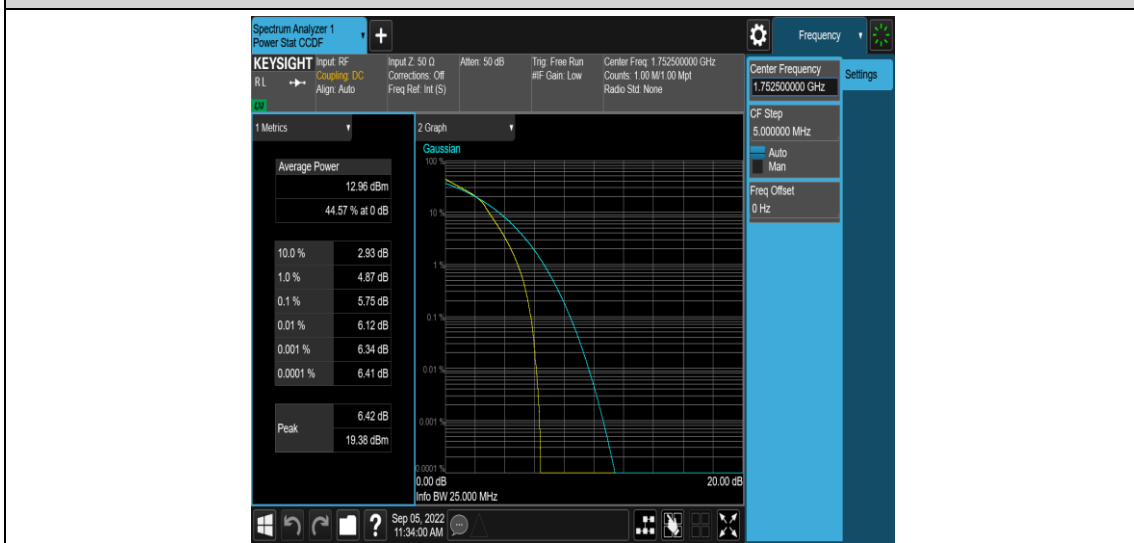 Spectrum Analyzer 1
Power Stat CCDF
+
Frequency
KEYSIGHT
R L
Input: RF
Coupling: DC
Align: Auto
Input Z: 50 Ω
Corrections: Off
Freq Ref: Int (S)
Atten: 50 dB
Trig: Free Run
#IF Gain: Low
Center Freq: 1.752500000 GHz
Counts: 1.00 M/1.00 Mpt
Radio Std: None
Center Frequency
1.752500000 GHz
Settings
CF Step
5.000000 MHz
Auto
Man
Freq Offset
0 Hz
1 Metrics
Average Power
12.96 dBm
44.57 % at 0 dB
10.0 % 2.93 dB
1.0 % 4.87 dB
0.1 % 5.75 dB
0.01 % 6.12 dB
0.001 % 6.34 dB
0.0001 % 6.41 dB
Peak
6.42 dB
19.38 dBm
2 Graph
Gaussian
100 %
10 %
1 %
0.1 %
0.01 %
0.001 %
0.0001 %
0.00 dB 20.00 dB
Info BW 25.000 MHz
?
Sep 05, 2022
11:34:00 AM